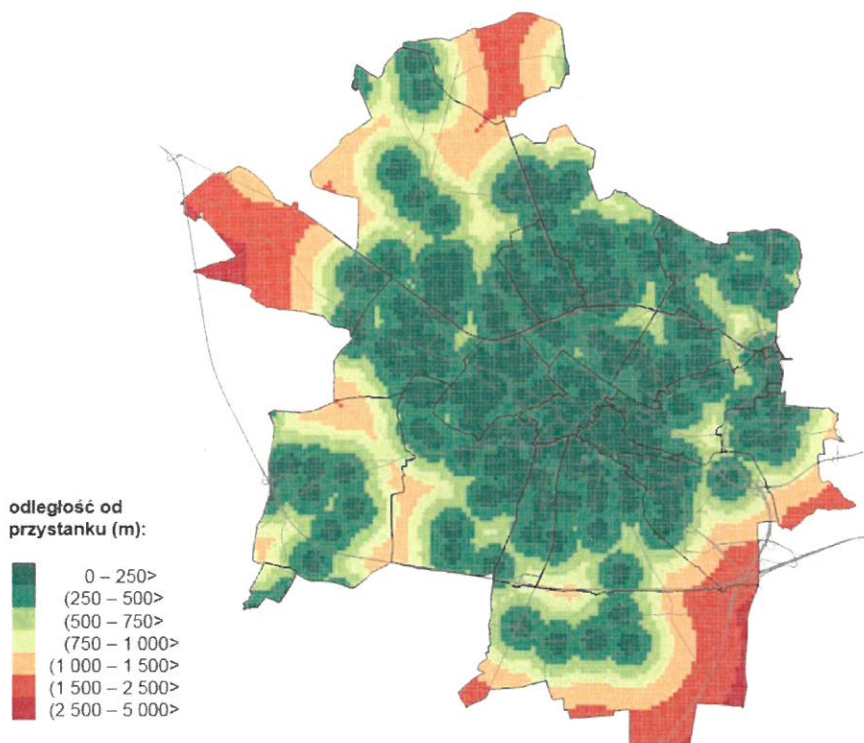 odległość od
przystanku (m):
0 – 250>
(250 – 500>
(500 – 750>
(750 – 1 000>
(1 000 – 1 500>
(1 500 – 2 500>
(2 500 – 5 000>